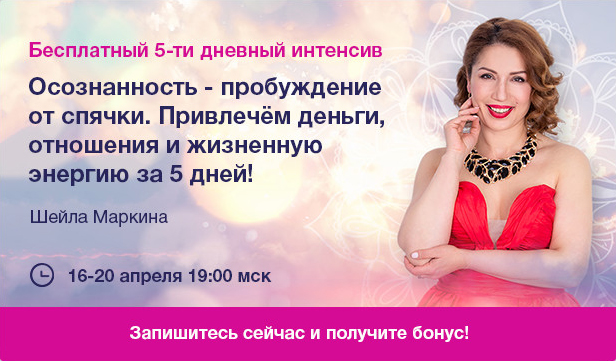 Бесплатный 5-ти дневный интенсив
Осознанность - пробуждение
от спячки. Привлечём деньги,
отношения и жизненную
энергию за 5 дней!
Шейла Маркина
16-20 апреля 19:00 мск
Запишитесь сейчас и получите бонус!